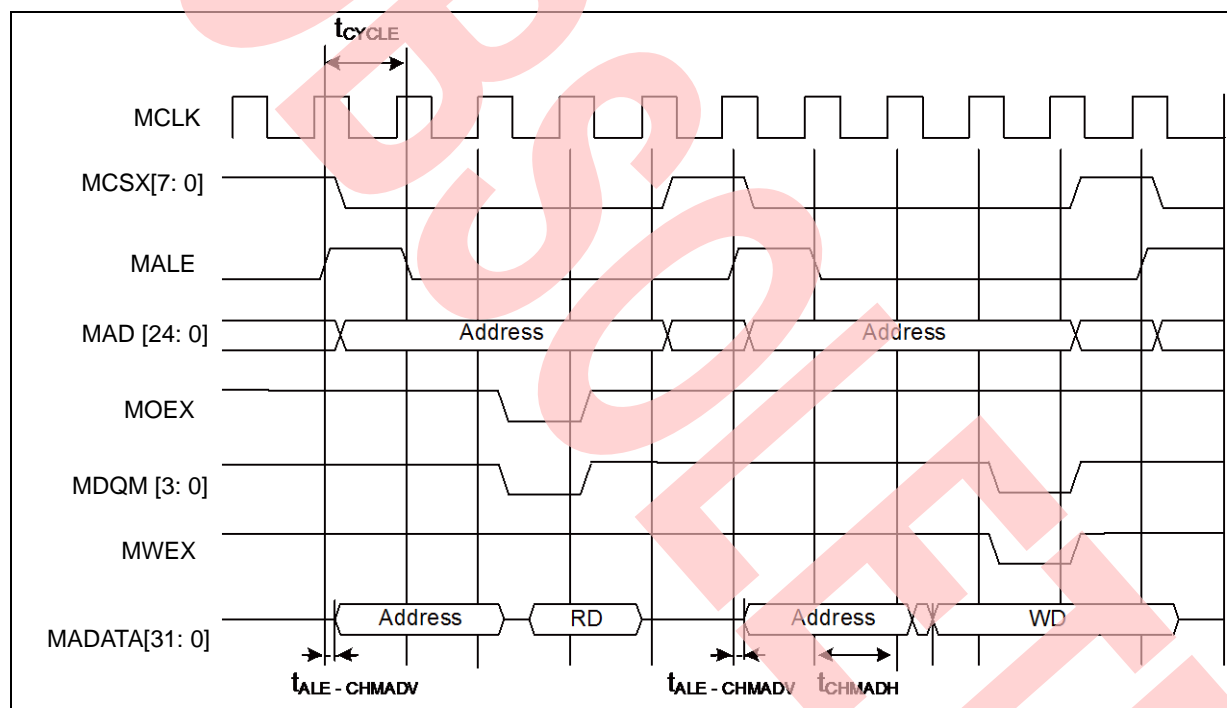 tCYCLE
MCLK
MCSX[7: 0]
MALE
MAD [24: 0]
Address
Address
MOEX
MDQM [3: 0]
MWEX
MADATA[31: 0]
Address
RD
Address
WD
tALE - CHMADV
tALE - CHMADV
tCHMADH